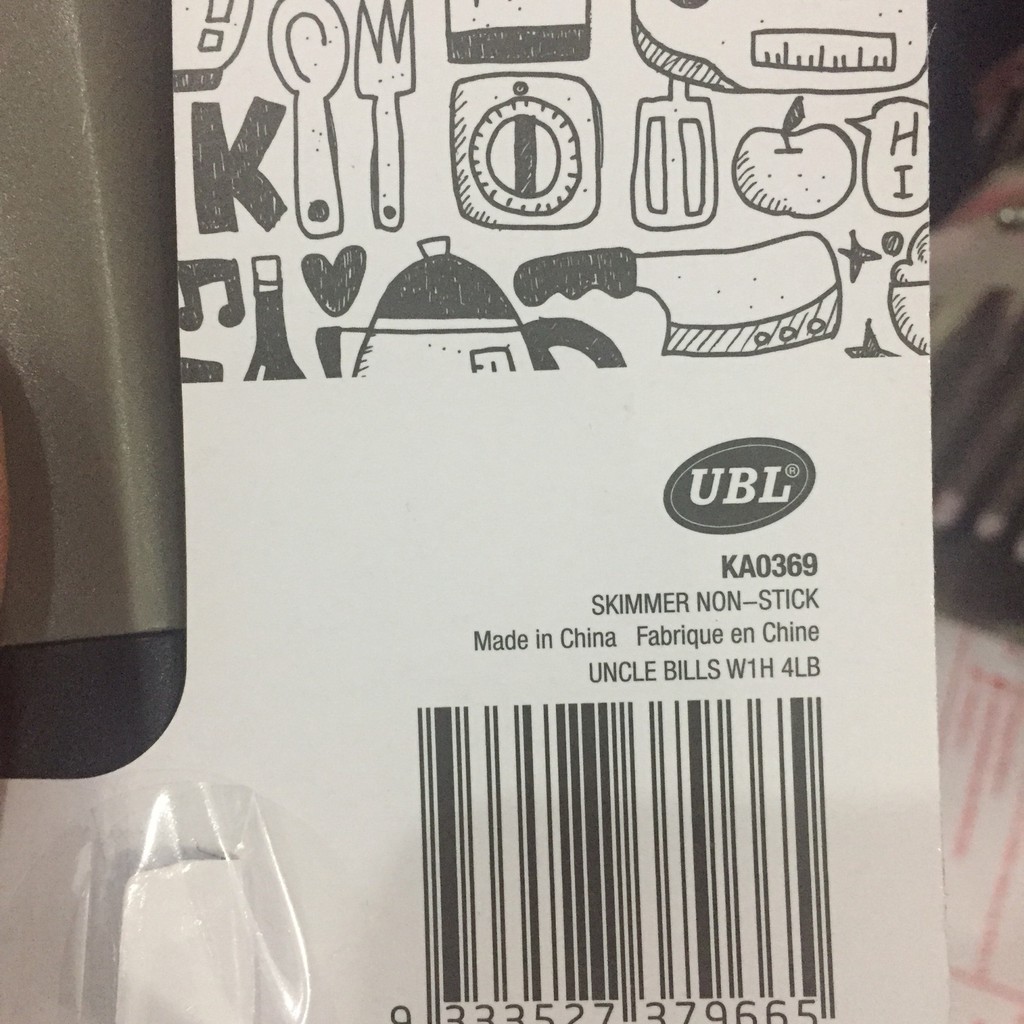 K
HI
UBL®
KA0369
SKIMMER NON-STICK
Made in China Fabrique en Chine
UNCLE BILLS W1H 4LB
9 333527 379665